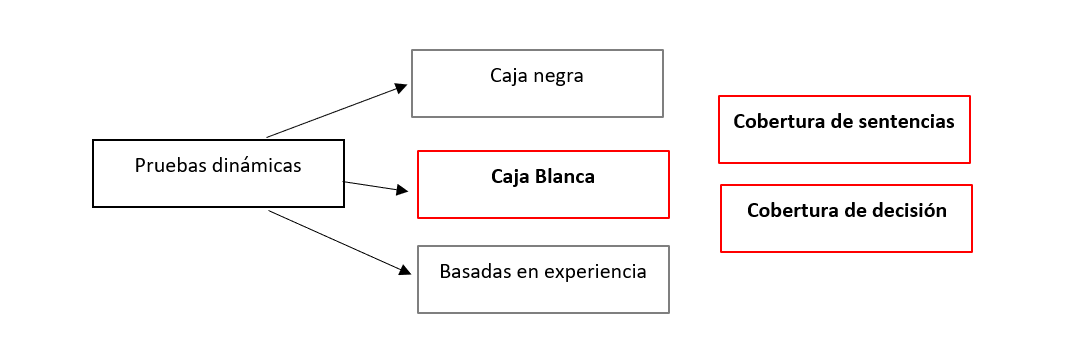 Caja negra
Cobertura de sentencias
Pruebas dinámicas
Caja Blanca
Cobertura de decisión
Basadas en experiencia